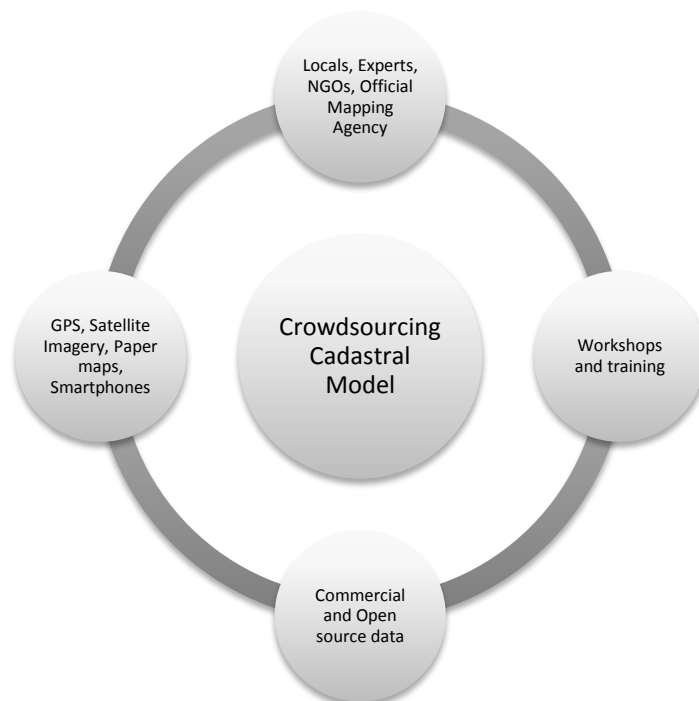 Locals, Experts,
NGOs, Official
Mapping
Agency
GPS, Satellite
Imagery, Paper
maps,
Smartphones
Crowdsourcing
Cadastral
Model
Workshops
and training
Commercial
and Open
source data